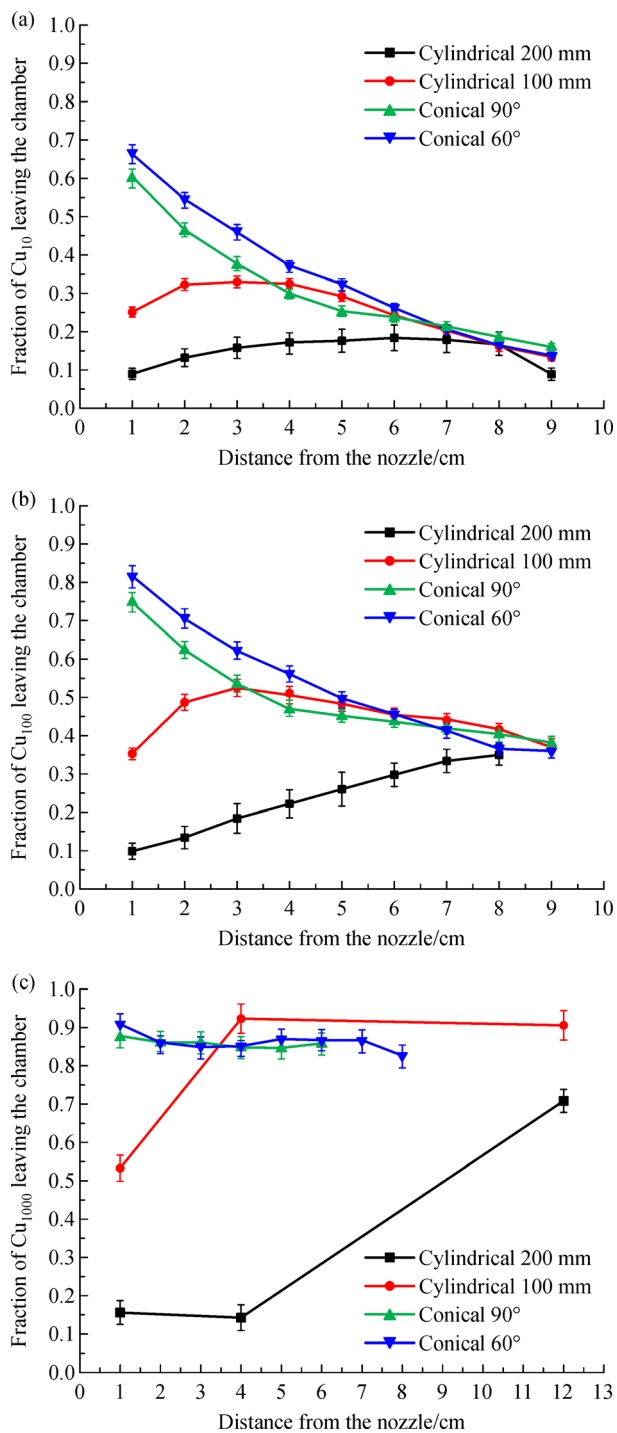 (a)
1.0
0.9
0.8
0.7
0.6
0.5
0.4
0.3
0.2
0.1
0.0
Fraction of Cu10 leaving the chamber
Cylindrical 200 mm
Cylindrical 100 mm
Conical 90°
Conical 60°
0 1 2 3 4 5 6 7 8 9 10
Distance from the nozzle/cm
(b)
1.0
0.9
0.8
0.7
0.6
0.5
0.4
0.3
0.2
0.1
0.0
Fraction of Cu100 leaving the chamber
Cylindrical 200 mm
Cylindrical 100 mm
Conical 90°
Conical 60°
0 1 2 3 4 5 6 7 8 9 10
Distance from the nozzle/cm
(c)
1.0
0.9
0.8
0.7
0.6
0.5
0.4
0.3
0.2
0.1
0.0
Fraction of Cu1000 leaving the chamber
Cylindrical 200 mm
Cylindrical 100 mm
Conical 90°
Conical 60°
0 1 2 3 4 5 6 7 8 9 10 11 12 13
Distance from the nozzle/cm